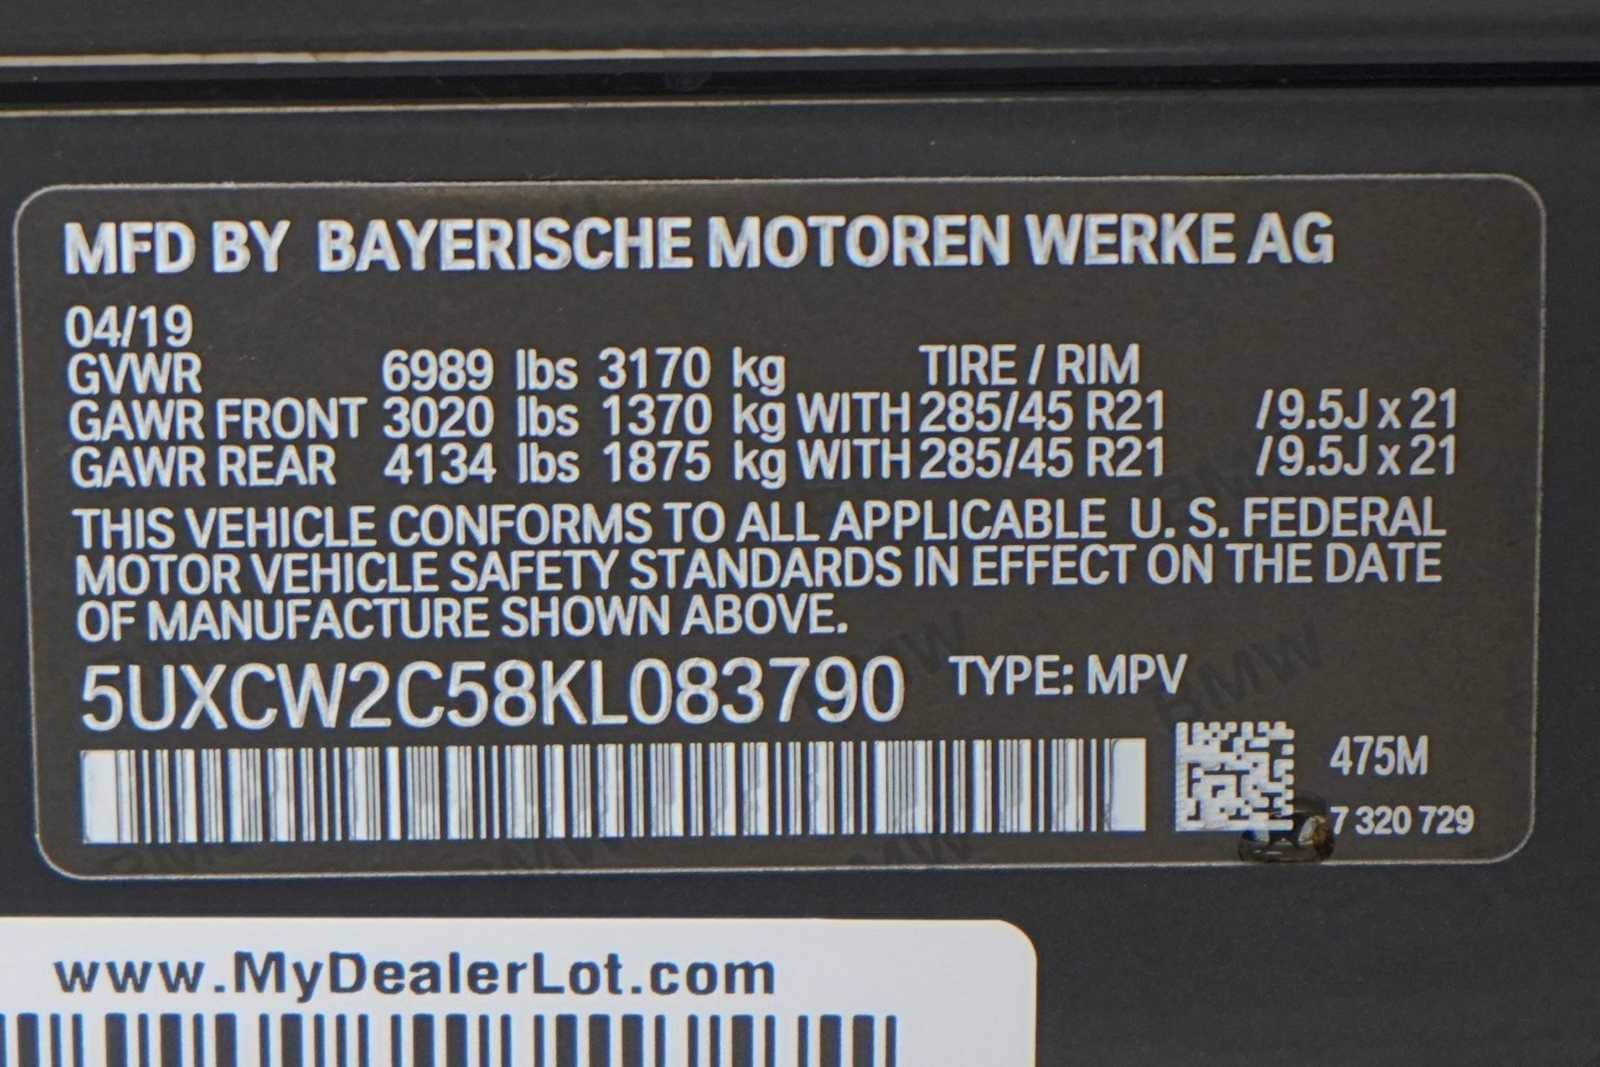 MFD BY BAYERISCHE MOTOREN WERKE AG
04/19
GVWR 6989 lbs 3170 kg TIRE / RIM
GAWR FRONT 3020 lbs 1370 kg WITH 285/45 R21 /9.5J x 21
GAWR REAR 4134 lbs 1875 kg WITH 285/45 R21 /9.5J x 21
THIS VEHICLE CONFORMS TO ALL APPLICABLE U. S. FEDERAL
MOTOR VEHICLE SAFETY STANDARDS IN EFFECT ON THE DATE
OF MANUFACTURE SHOWN ABOVE.
5UXCW2C58KL083790 TYPE: MPV
475M
7 320 729
www.MyDealerLot.com